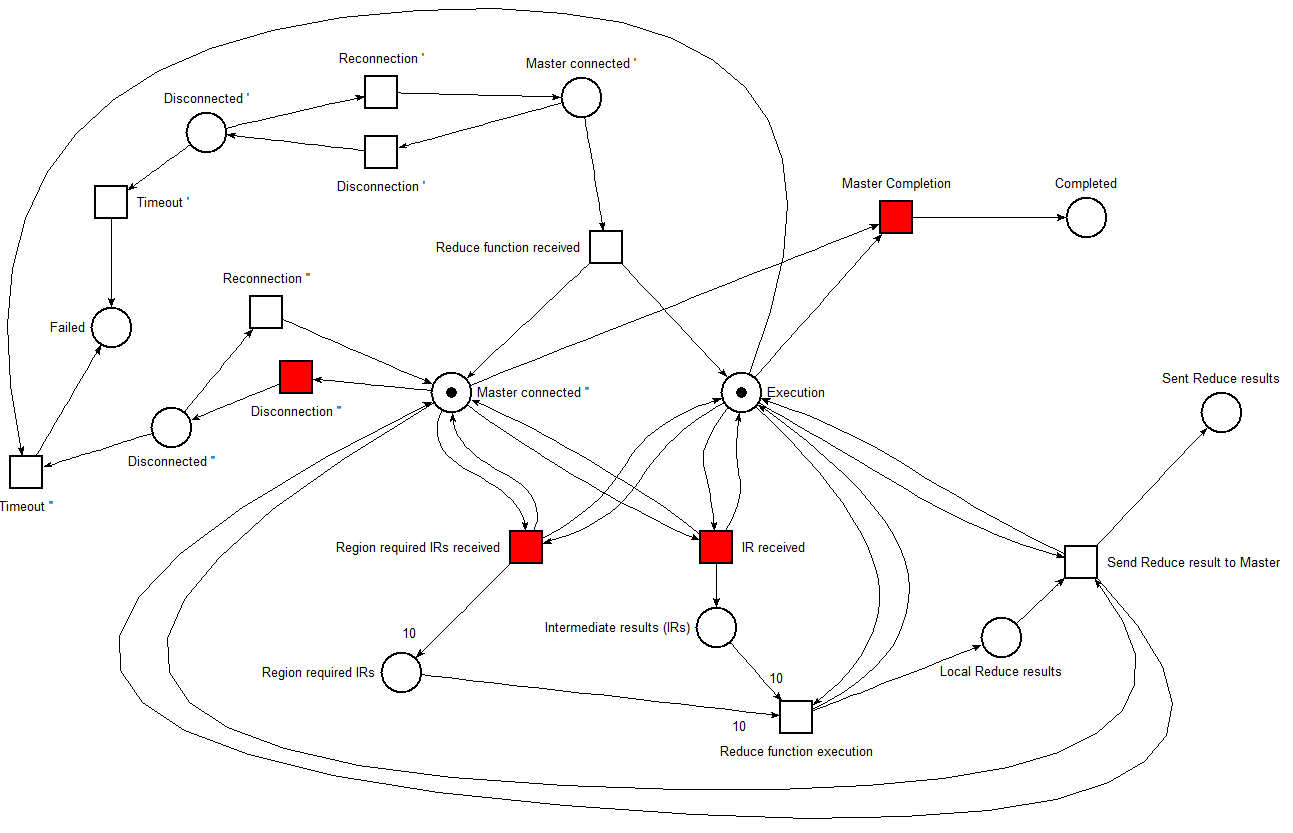 Reconnection '
Master connected '
Disconnected '
Disconnection '
Master Completion
Completed
Timeout '
Reduce function received
Reconnection "
Failed
Sent Reduce results
Master connected "
Execution
Disconnection "
Disconnected "
Timeout "
Region required IRs received
IR received
Send Reduce result to Master
Intermediate results (IRs)
10
Region required IRs
Local Reduce results
10
10
Reduce function execution